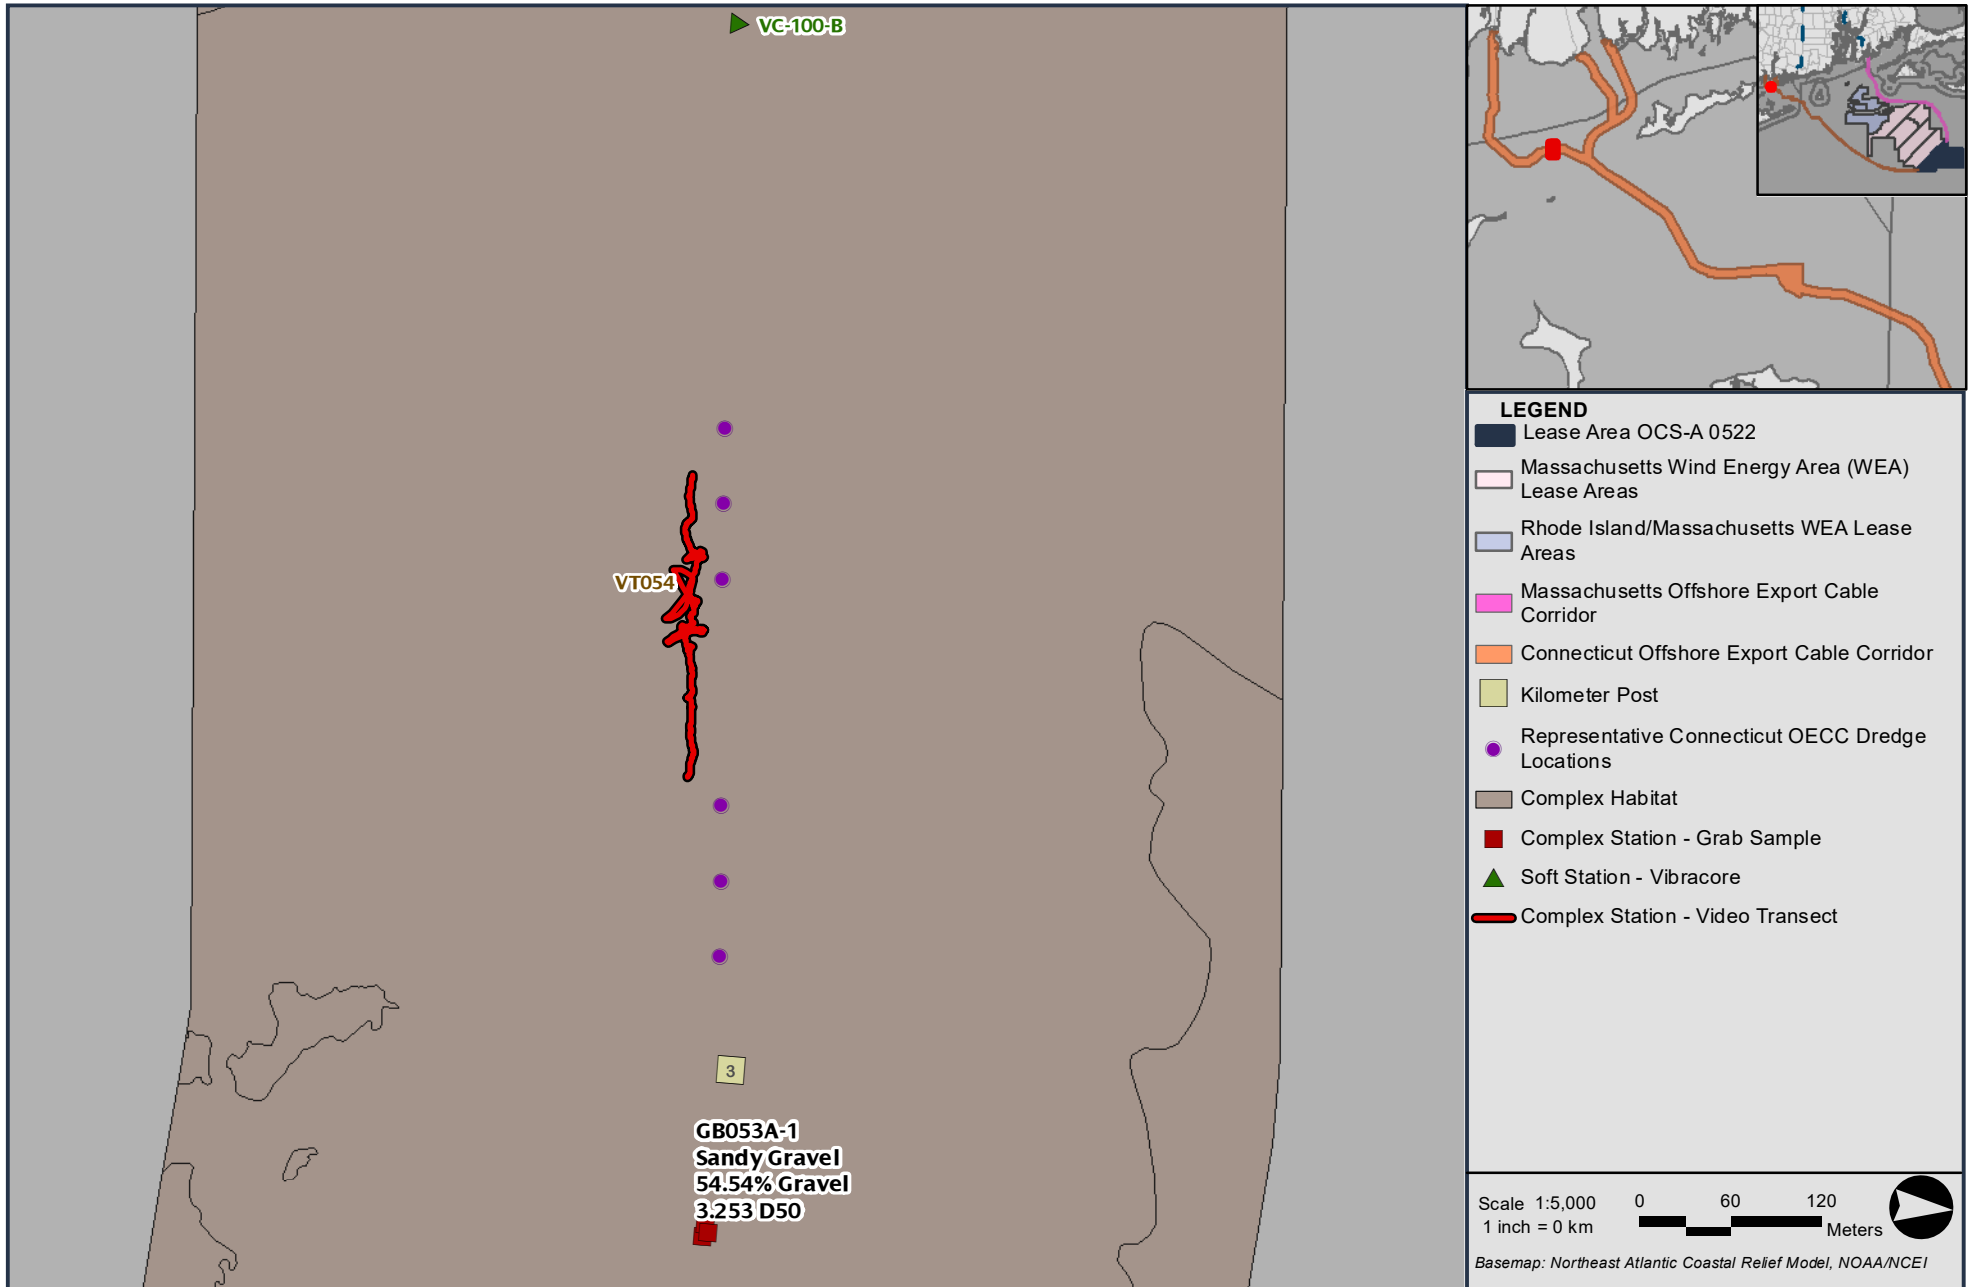 VC-100-B
VT054
3
GB053A-1
Sandy Gravel
54.54% Gravel
3.253 D50
LEGEND
Lease Area OCS-A 0522
Massachusetts Wind Energy Area (WEA)
Lease Areas
Rhode Island/Massachusetts WEA Lease
Areas
Massachusetts Offshore Export Cable
Corridor
Connecticut Offshore Export Cable Corridor
Kilometer Post
Representative Connecticut OECC Dredge
Locations
Complex Habitat
Complex Station - Grab Sample
Soft Station - Vibracore
Complex Station - Video Transect
Scale 1:5,000
1 inch = 0 km
0 60 120
Meters
Basemap: Northeast Atlantic Coastal Relief Model, NOAA/NCEI